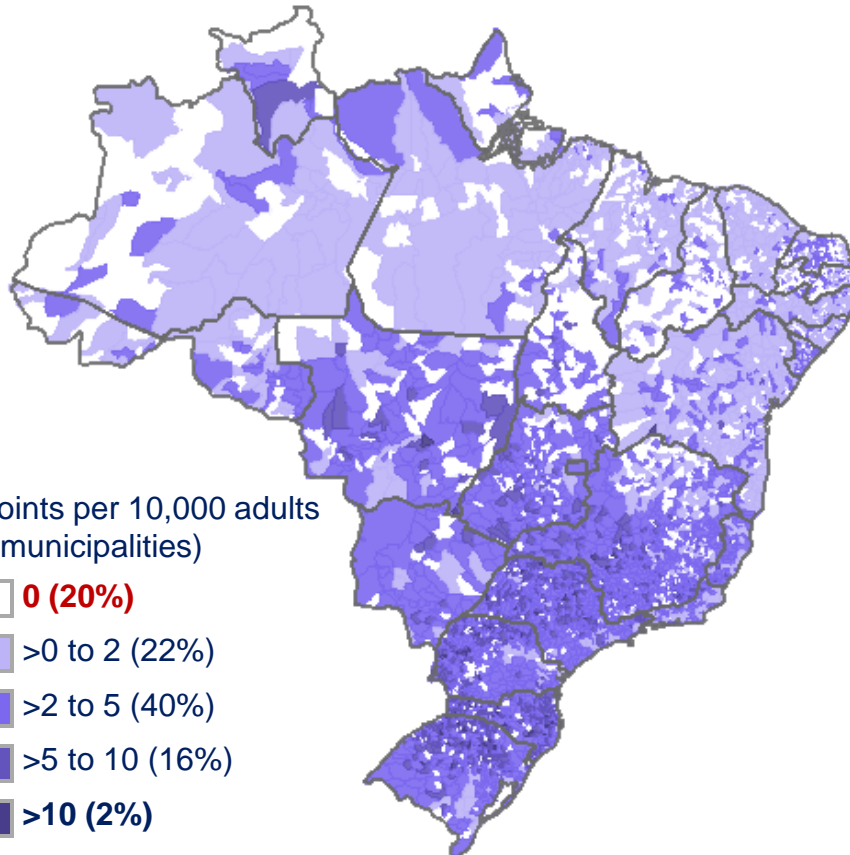 oints per 10,000 adults
municipalities)
0 (20%)
>0 to 2 (22%)
>2 to 5 (40%)
>5 to 10 (16%)
>10 (2%)